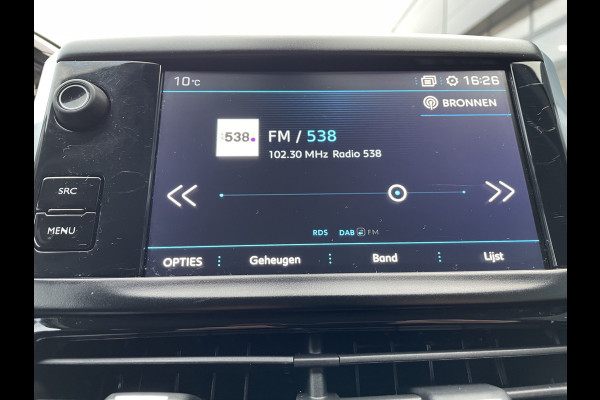 10°C 16:26
BRONNEN
538
FM / 538
102.30 MHz Radio 538
SRC
MENU
RDS DAB FM
OPTIES Geheugen Band Lijst